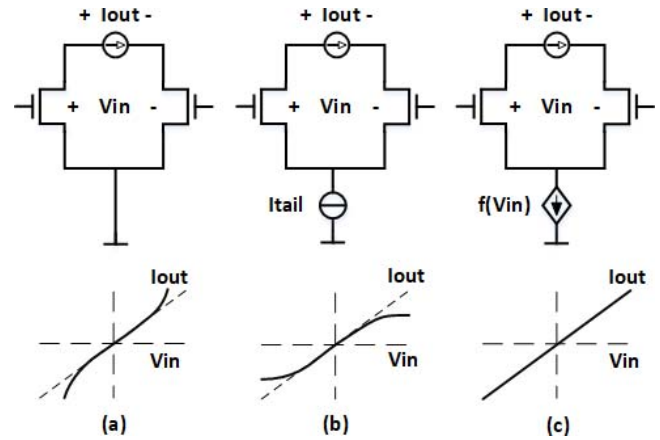 + Iout - + Iout - + Iout -
+ Vin - + Vin - + Vin -
Itail f(Vin)
Iout Iout Iout
Vin Vin Vin
(a) (b) (c)